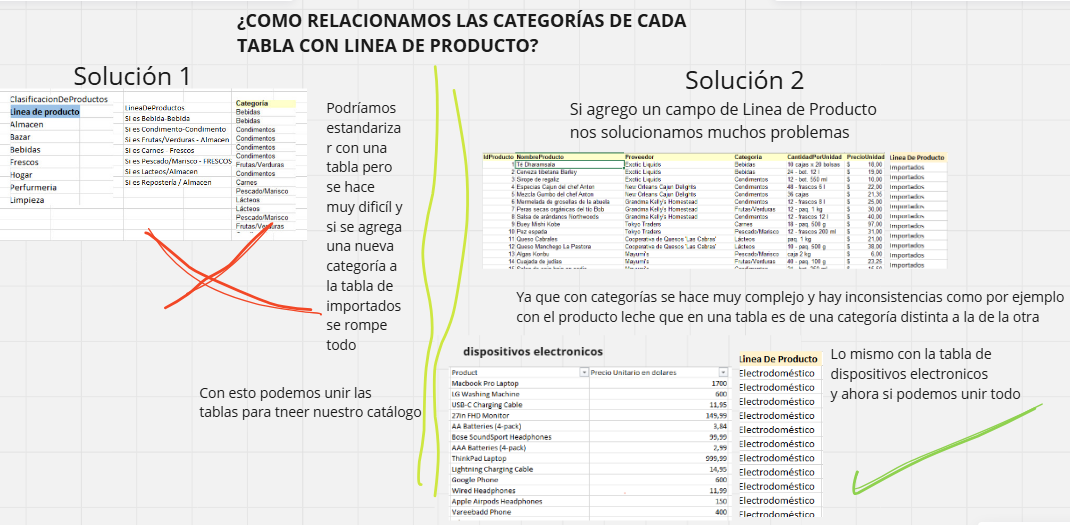 ¿COMO RELACIONAMOS LAS CATEGORÍAS DE CADA
TABLA CON LINEA DE PRODUCTO?
Solución 1
ClasificacionDeProductos
Linea de producto
Almacen
Bazar
Bebidas
Frescos
Hogar
Perfurmeria
Limpieza
LineaDeProductos
Si es Bebida-Bebida
Si es Condimento-Condimento
Si es Frutas/Verduras - Almacen
Si es Carnes - Frescos
Si es Pescado/Marisco - FRESCOS
Si es Lacteos/Almacen
Si es Repostería / Almacen
Categoría
Bebidas
Bebidas
Condimentos
Condimentos
Condimentos
Condimentos
Frutas/Verduras
Condimentos
Carnes
Pescado/Marisco
Lácteos
Lácteos
Pescado/Marisco
Frutas/Verduras
Podríamos
estandariza
r con una
tabla pero
se hace
muy dificíl y
si se agrega
una nueva
categoría a
la tabla de
importados
se rompe
todo
Con esto podemos unir las
tablas para tneer nuestro catálogo
Solución 2
Si agrego un campo de Linea de Producto
nos solucionamos muchos problemas
IdProducto NombreProducto Proveedor Categoría CantidadPorUnidad PrecioUnidad Linea De Producto
1 Té Dharamsala Exotic Liquids Bebidas 10 cajas x 20 bolsas $ 18,00 Importados
2 Cerveza tibetana Barley Exotic Liquids Bebidas 24 - bot. 12 l $ 19,00 Importados
3 Sirope de regaliz Exotic Liquids Condimentos 12 - bot. 550 ml $ 10,00 Importados
4 Especias Cajun del chef Anton New Orleans Cajun Delights Condimentos 48 - frascos 6 l $ 22,00 Importados
5 Mezcla Gumbo del chef Anton New Orleans Cajun Delights Condimentos 36 cajas $ 21,35 Importados
6 Mermelada de grosellas de la abuela Grandma Kelly's Homestead Condimentos 12 - frascos 8 l $ 25,00 Importados
7 Peras secas orgánicas del tío Bob Grandma Kelly's Homestead Frutas/Verduras 12 - paq. 1 kg $ 30,00 Importados
8 Salsa de arándanos Northwoods Grandma Kelly's Homestead Condimentos 12 - frascos 12 l $ 40,00 Importados
9 Buey Mishi Kobe Tokyo Traders Carnes 18 - paq. 500 g $ 97,00 Importados
10 Pez espada Tokyo Traders Pescado/Marisco 12 - frascos 200 ml $ 31,00 Importados
11 Queso Cabrales Cooperativa de Quesos 'Las Cabras' Lácteos paq. 1 kg $ 21,00 Importados
12 Queso Manchego La Pastora Cooperativa de Quesos 'Las Cabras' Lácteos 10 - paq. 500 g $ 38,00 Importados
13 Algas Konbu Mayumi's Pescado/Marisco caja 2 kg $ 6,00 Importados
14 Cuajada de judías Mayumi's Frutas/Verduras 40 - paq. 100 g $ 23,25 Importados
Ya que con categorías se hace muy complejo y hay inconsistencias como por ejemplo
con el producto leche que en una tabla es de una categoría distinta a la de la otra
dispositivos electronicos
Product Precio Unitario en dolares Linea De Producto
Macbook Pro Laptop 1700 Electrodoméstico
LG Washing Machine 600 Electrodoméstico
USB-C Charging Cable 11,95 Electrodoméstico
27in FHD Monitor 149,99 Electrodoméstico
AA Batteries (4-pack) 3,84 Electrodoméstico
Bose SoundSport Headphones 99,99 Electrodoméstico
AAA Batteries (4-pack) 2,99 Electrodoméstico
ThinkPad Laptop 999,99 Electrodoméstico
Lightning Charging Cable 14,95 Electrodoméstico
Google Phone 600 Electrodoméstico
Wired Headphones 11,99 Electrodoméstico
Apple Airpods Headphones 150
Vareebadd Phone 400
Lo mismo con la tabla de
dispositivos electronicos
y ahora si podemos unir todo